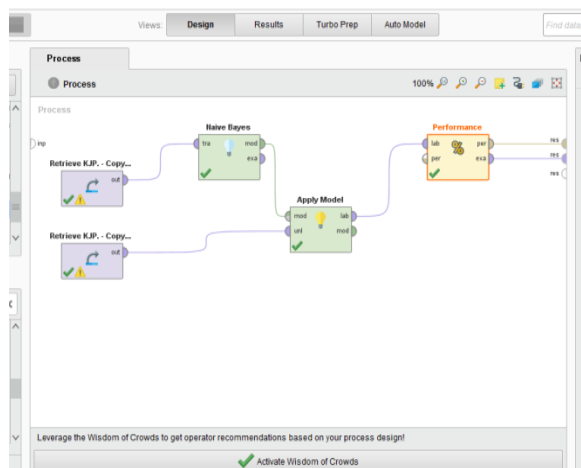 Views: Design Results Turbo Prep Auto Model Find data
Process
Process 100%
Process
inp
Naive Bayes
tra mod
exa
Retrieve KJP. - Copy...
out
Apply Model
mod lab
unl mod
Retrieve KJP. - Copy...
out
Performance
lab per
per exa
%
res
res
res
Leverage the Wisdom of Crowds to get operator recommendations based on your process design!
Activate Wisdom of Crowds